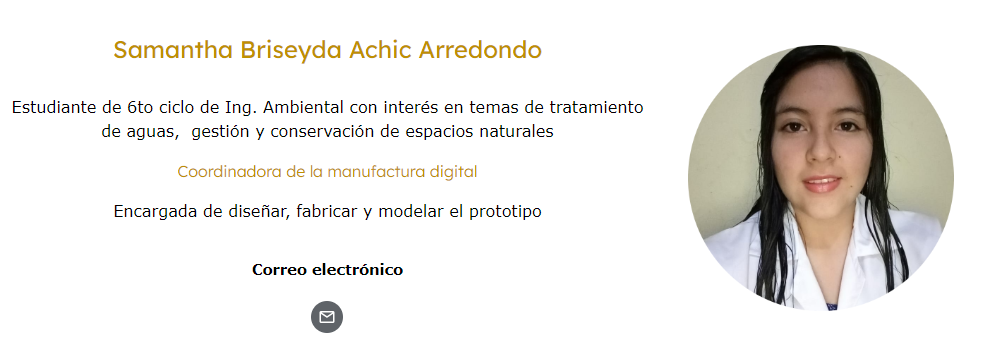 Samantha Briseyda Achic Arredondo
Estudiante de 6to ciclo de Ing. Ambiental con interés en temas de tratamiento
de aguas,  gestión y conservación de espacios naturales
Coordinadora de la manufactura digital
Encargada de diseñar, fabricar y modelar el prototipo
Correo electrónico